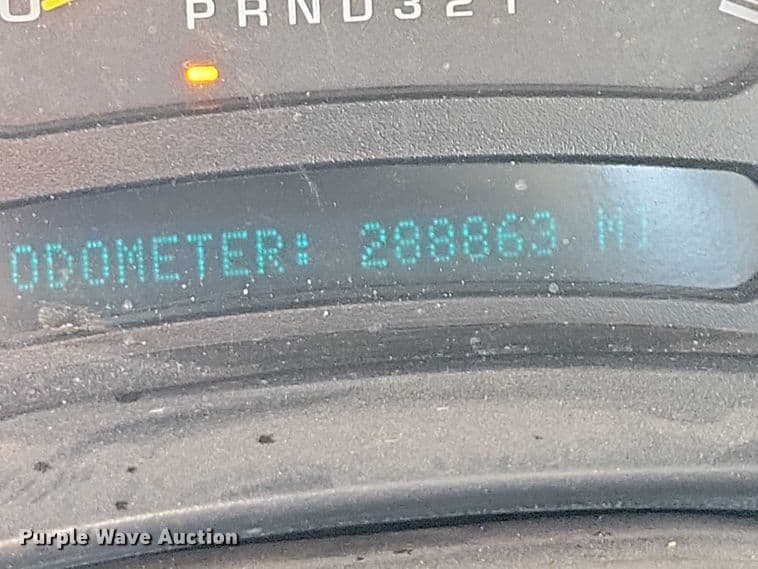 PRND321
ODOMETER: 288863 MI
Purple Wave Auction